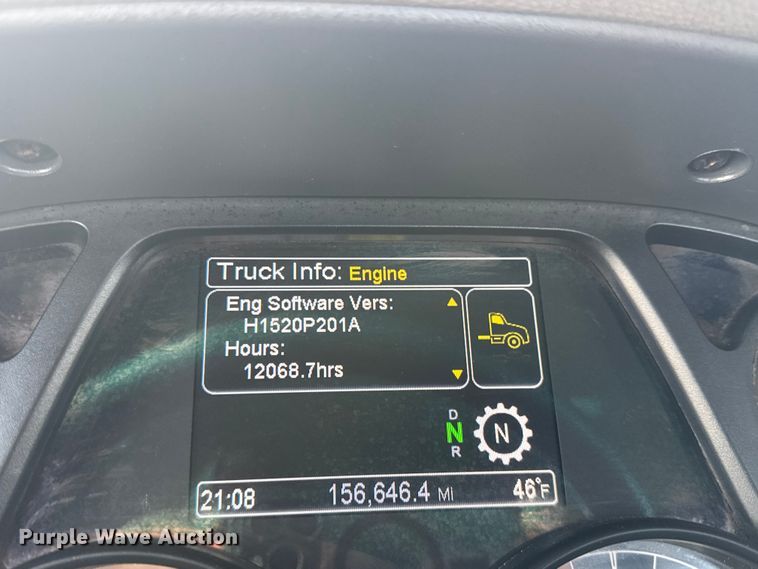 Truck Info: Engine
Eng Software Vers:
H1520P201A
Hours:
12068.7hrs
D
N
R
N
21:08 156,646.4 MI 46°F
Purple Wave Auction